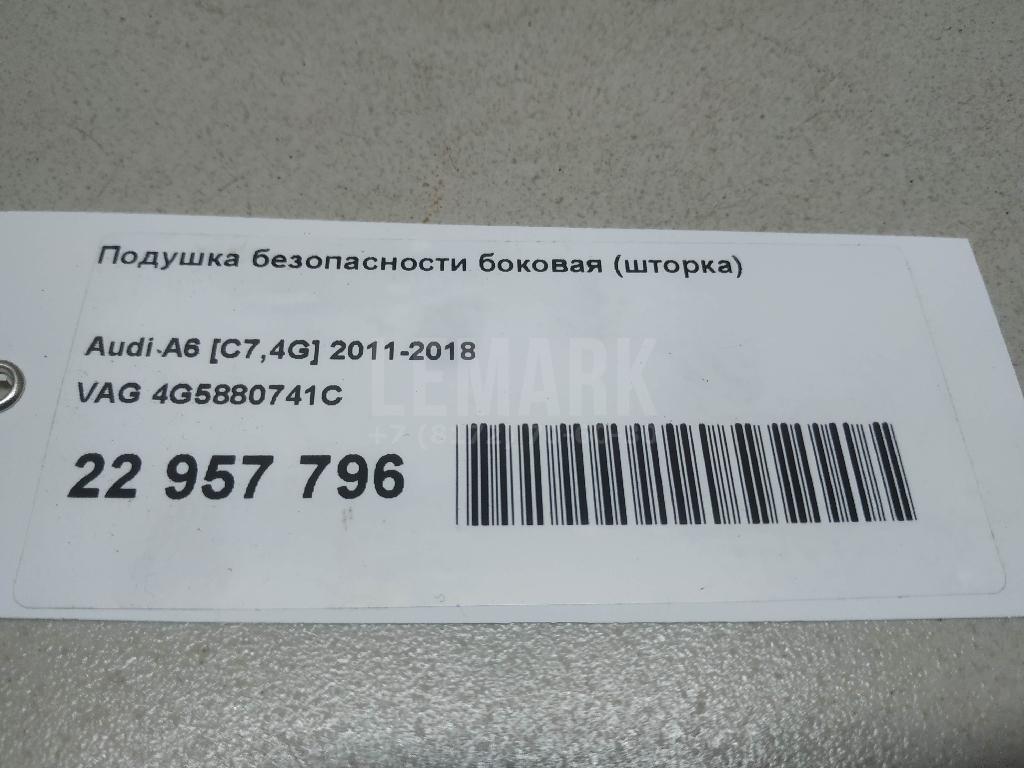 Подушка безопасности боковая (шторка)
Audi A6 [C7,4G] 2011-2018
VAG 4G5880741C
LEMARK
22 957 796